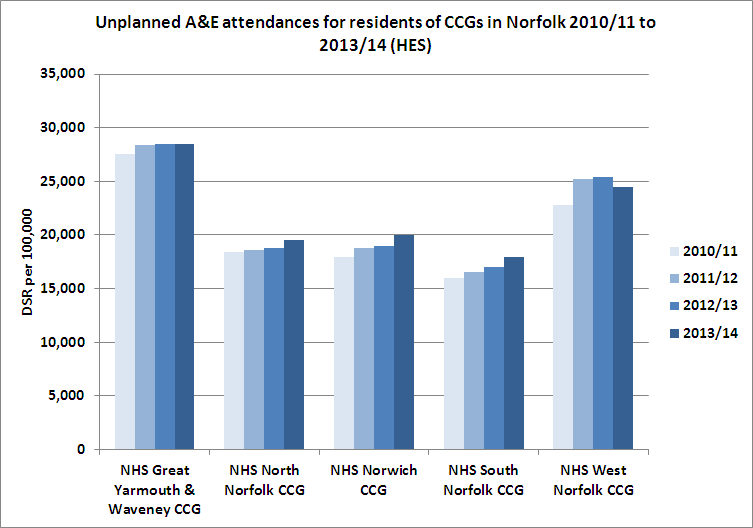 Unplanned A&E attendances for residents of CCGs in Norfolk 2010/11 to
2013/14 (HES)
35,000
30,000
25,000
20,000
15,000
10,000
5,000
0
DSR per 100,000
NHS Great
Yarmouth &
Waveney CCG
NHS North
Norfolk CCG
NHS Norwich
CCG
NHS South
Norfolk CCG
NHS West
Norfolk CCG
2010/11
2011/12
2012/13
2013/14